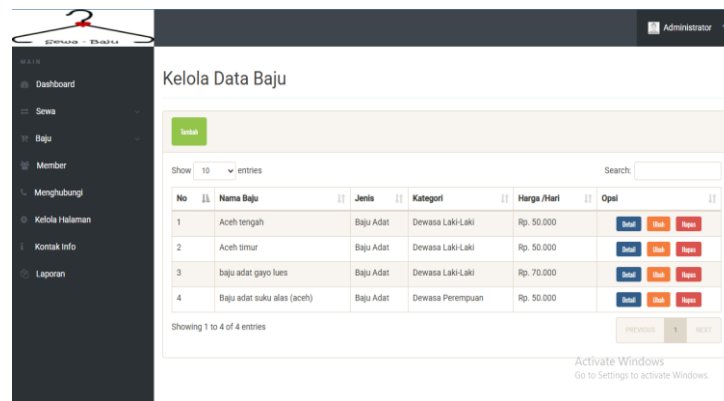 Sewa - Baju
Administrator
MAIN
Dashboard
Sewa
Baju
Member
Menghubungi
Kelola Halaman
Kontak Info
Laporan
Kelola Data Baju
Tambah
Show 10 entries
Search:
No Nama Baju Jenis Kategori Harga /Hari Opsi
1 Aceh tengah Baju Adat Dewasa Laki-Laki Rp. 50.000 Detail Ubah Hapus
2 Aceh timur Baju Adat Dewasa Laki-Laki Rp. 50.000 Detail Ubah Hapus
3 baju adat gayo lues Baju Adat Dewasa Laki-Laki Rp. 70.000 Detail Ubah Hapus
4 Baju adat suku alas (aceh) Baju Adat Dewasa Perempuan Rp. 50.000 Detail Ubah Hapus
Showing 1 to 4 of 4 entries
PREVIOUS 1 NEXT
Activate Windows
Go to Settings to activate Windows.